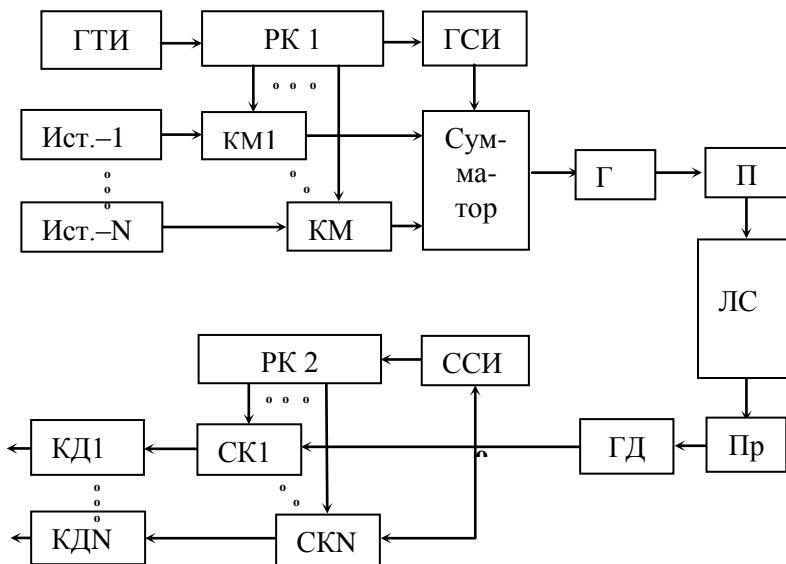 ГТИ
РК 1
ГСИ
Ист.–1
КМ1
Сум-
ма-
тор
Г
П
Ист.–N
КМ
ЛС
РК 2
ССИ
КД1
СК1
ГД
Пр
КДN
СКN